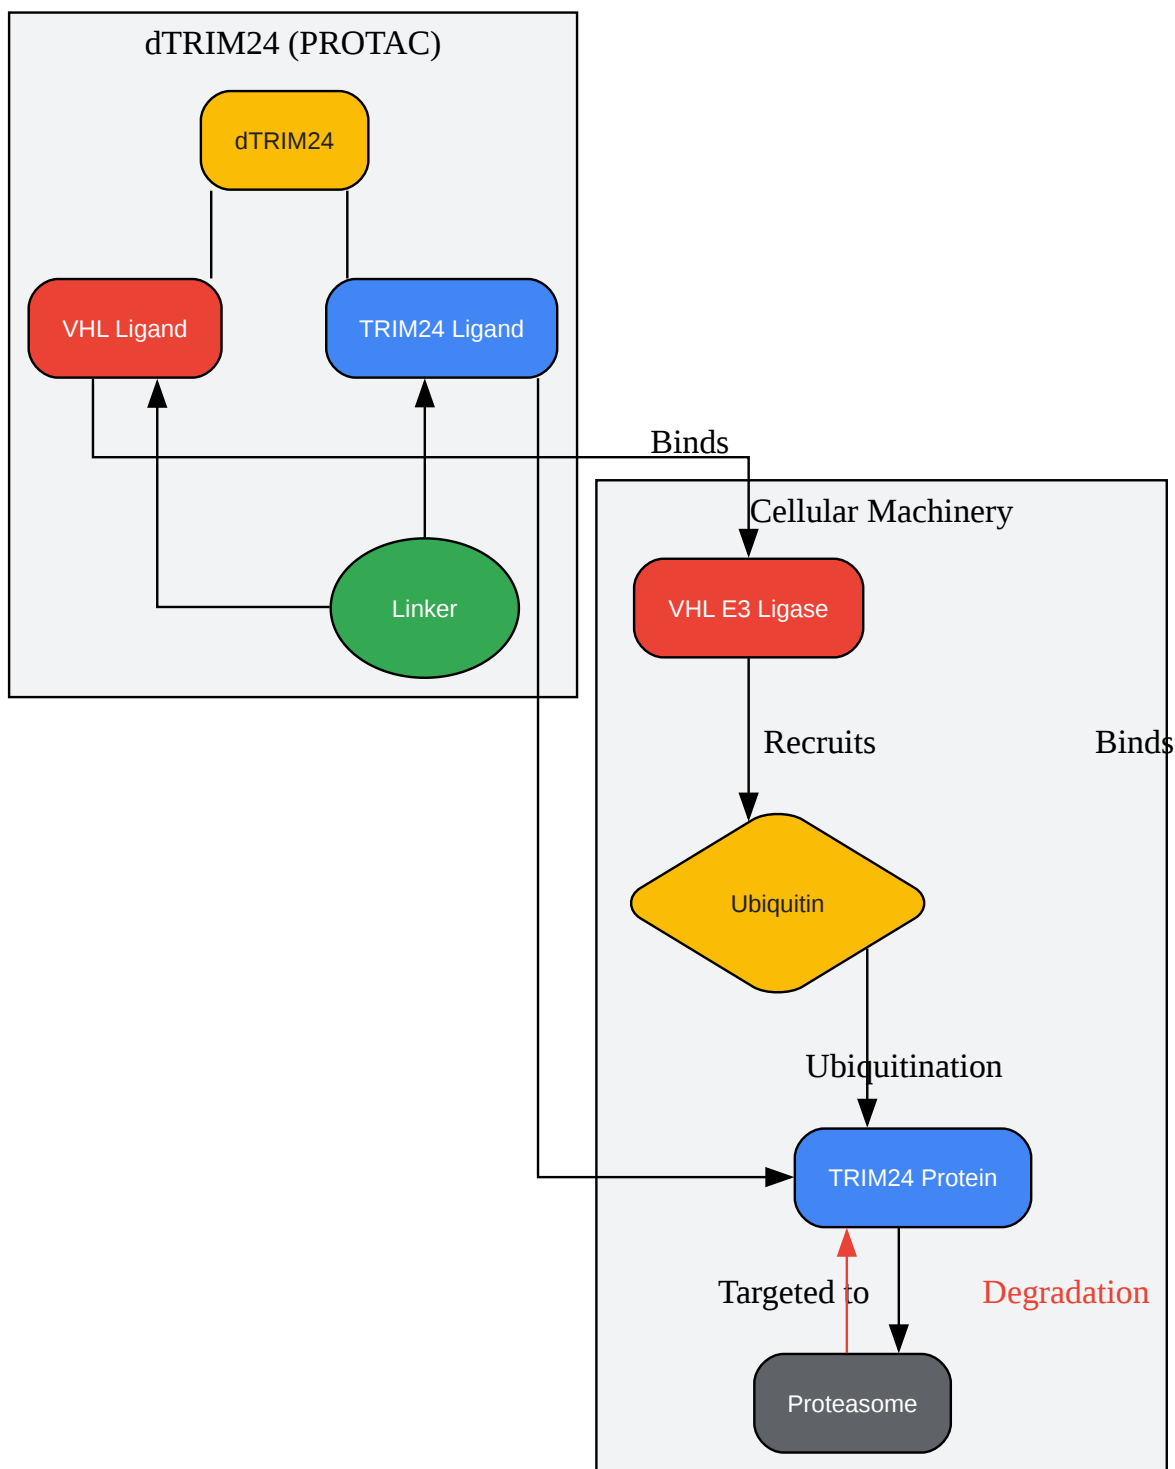 dTRIM24 (PROTAC)
dTRIM24
VHL Ligand
TRIM24 Ligand
Binds
Cellular Machinery
Linker
VHL E3 Ligase
Recruits
Binds
Ubiquitin
Ubiquitination
TRIM24 Protein
Targeted to
Degradation
Proteasome